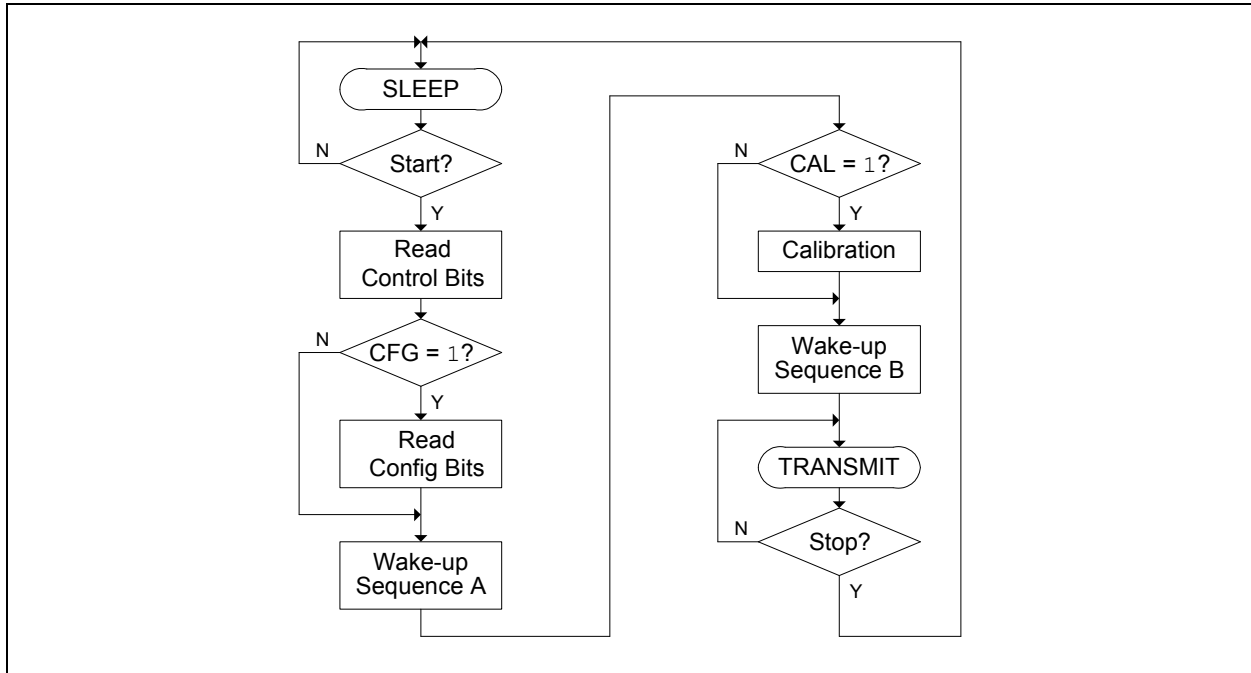 SLEEP
N
Start?
Y
Read
Control Bits
N
CFG = 1?
Y
Read
Config Bits
Wake-up
Sequence A
N
CAL = 1?
Y
Calibration
Wake-up
Sequence B
TRANSMIT
N
Stop?
Y